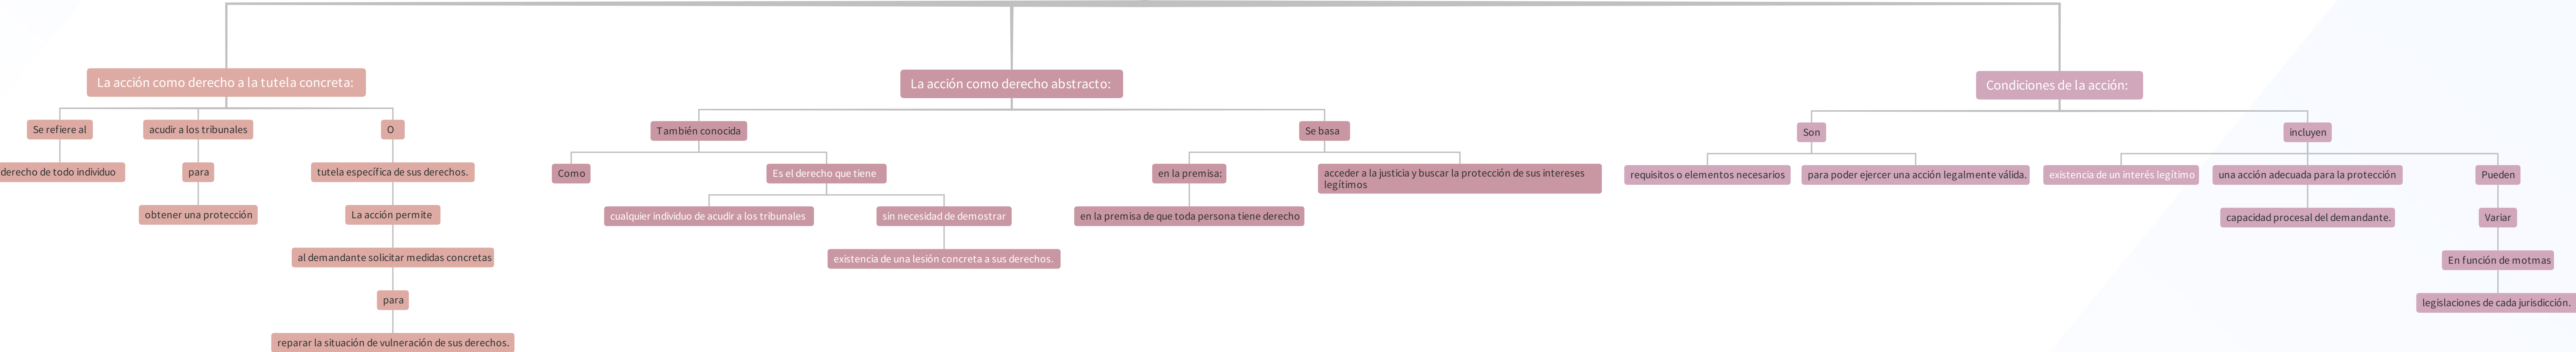 La acción como derecho a la tutela concreta:
Se refiere al
derecho de todo individuo
acudir a los tribunales
para
obtener una protección
O
tutela específica de sus derechos.
La acción permite
al demandante solicitar medidas concretas
para
reparar la situación de vulneración de sus derechos.
La acción como derecho abstracto:
También conocida
Como
Es el derecho que tiene
cualquier individuo de acudir a los tribunales
sin necesidad de demostrar
existencia de una lesión concreta a sus derechos.
Se basa
en la premisa:
en la premisa de que toda persona tiene derecho
acceder a la justicia y buscar la protección de sus intereses
legítimos
Condiciones de la acción:
Son
requisitos o elementos necesarios
para poder ejercer una acción legalmente válida.
incluyen
existencia de un interés legítimo
una acción adecuada para la protección
capacidad procesal del demandante.
Pueden
Variar
En función de motmas
legislaciones de cada jurisdicción.